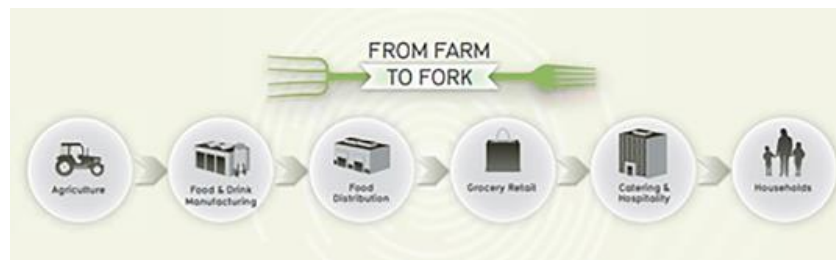 FROM FARM
TO FORK
Agriculture
Food & Drink
Manufacturing
Food
Distribution
Grocery Retail
Catering &
Hospitality
Households